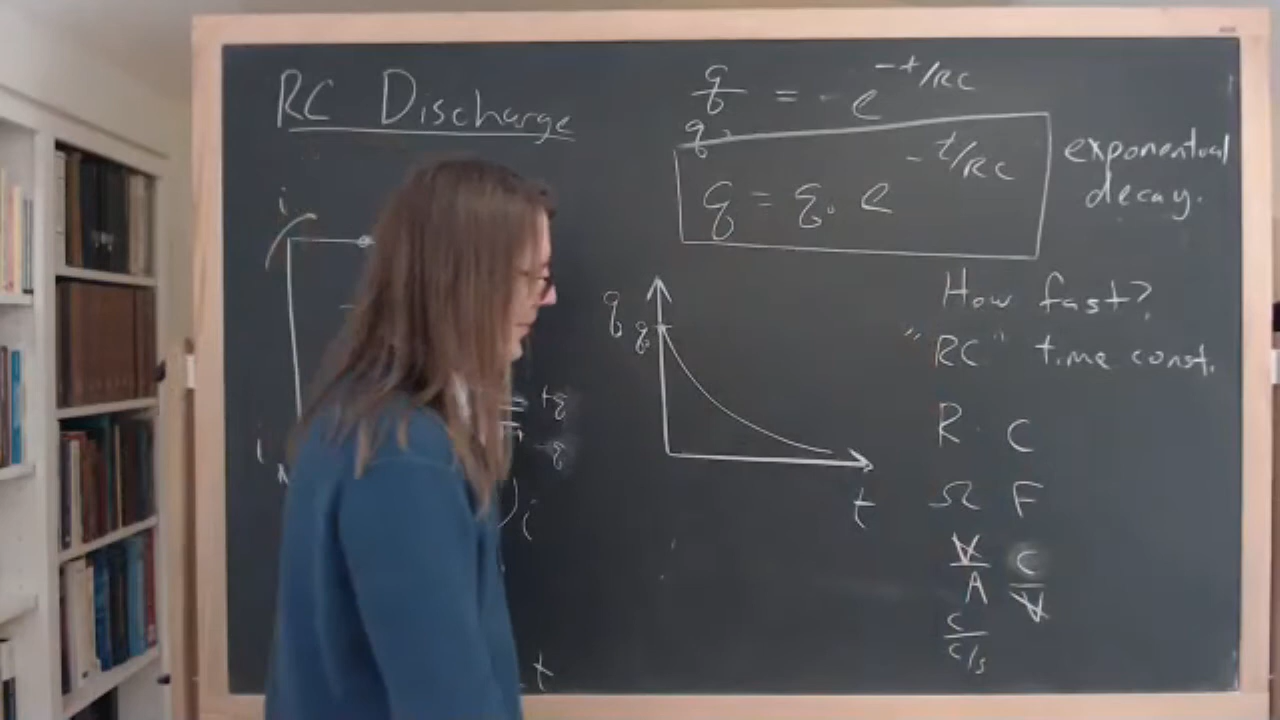 RC Discharge
i
+q
-q
i
i
t
q/q₀ = - e^(-t/RC)
q = q₀ e^(-t/RC)
exponential
decay.
q
q₀
t
How fast?
"RC" time const.
R · C
Ω F
V/A C/V
C/C/s